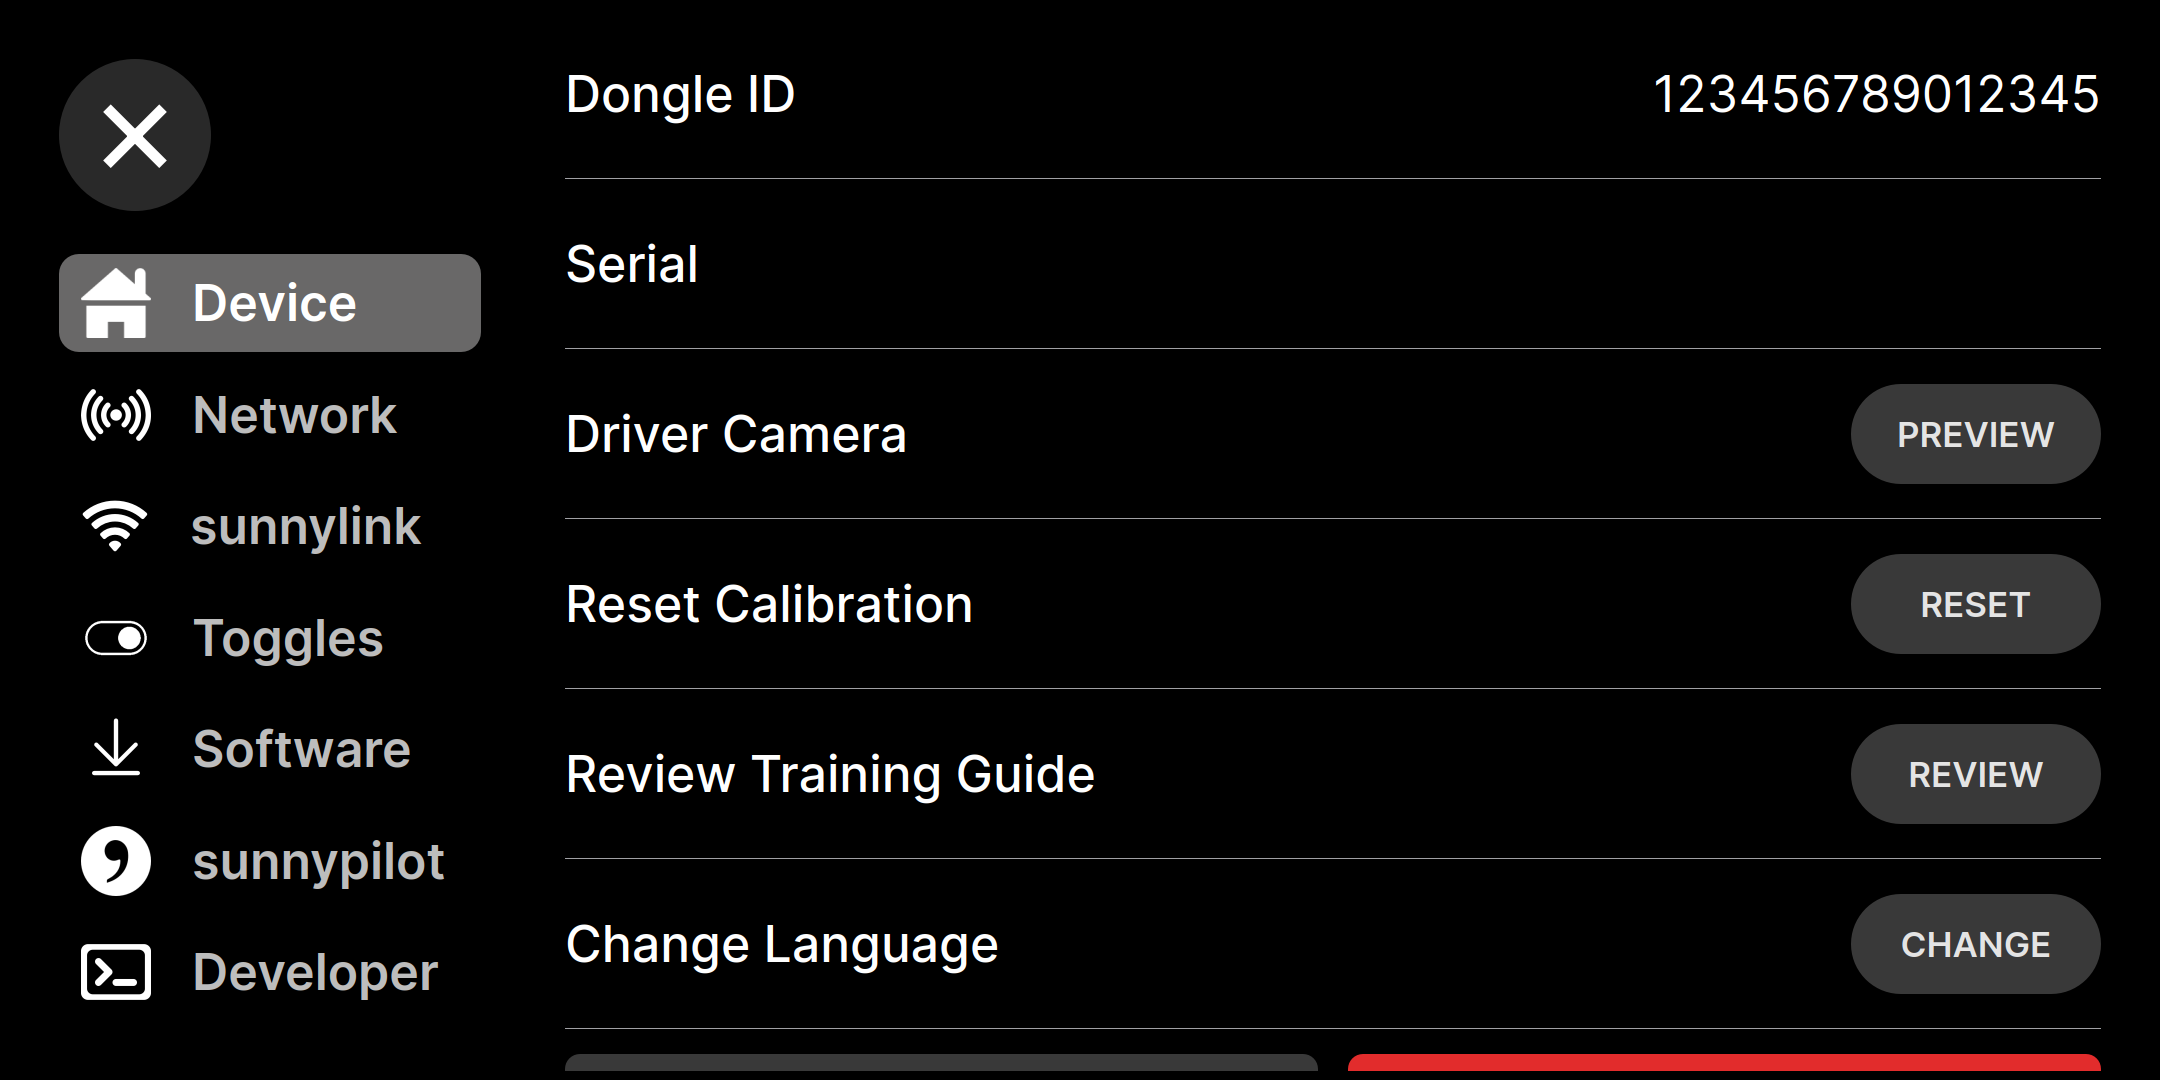 Dongle ID 123456789012345
Serial
Device
Driver Camera PREVIEW
Network
sunnylink
Reset Calibration RESET
Toggles
Software
Review Training Guide REVIEW
sunnypilot
Change Language CHANGE
Developer